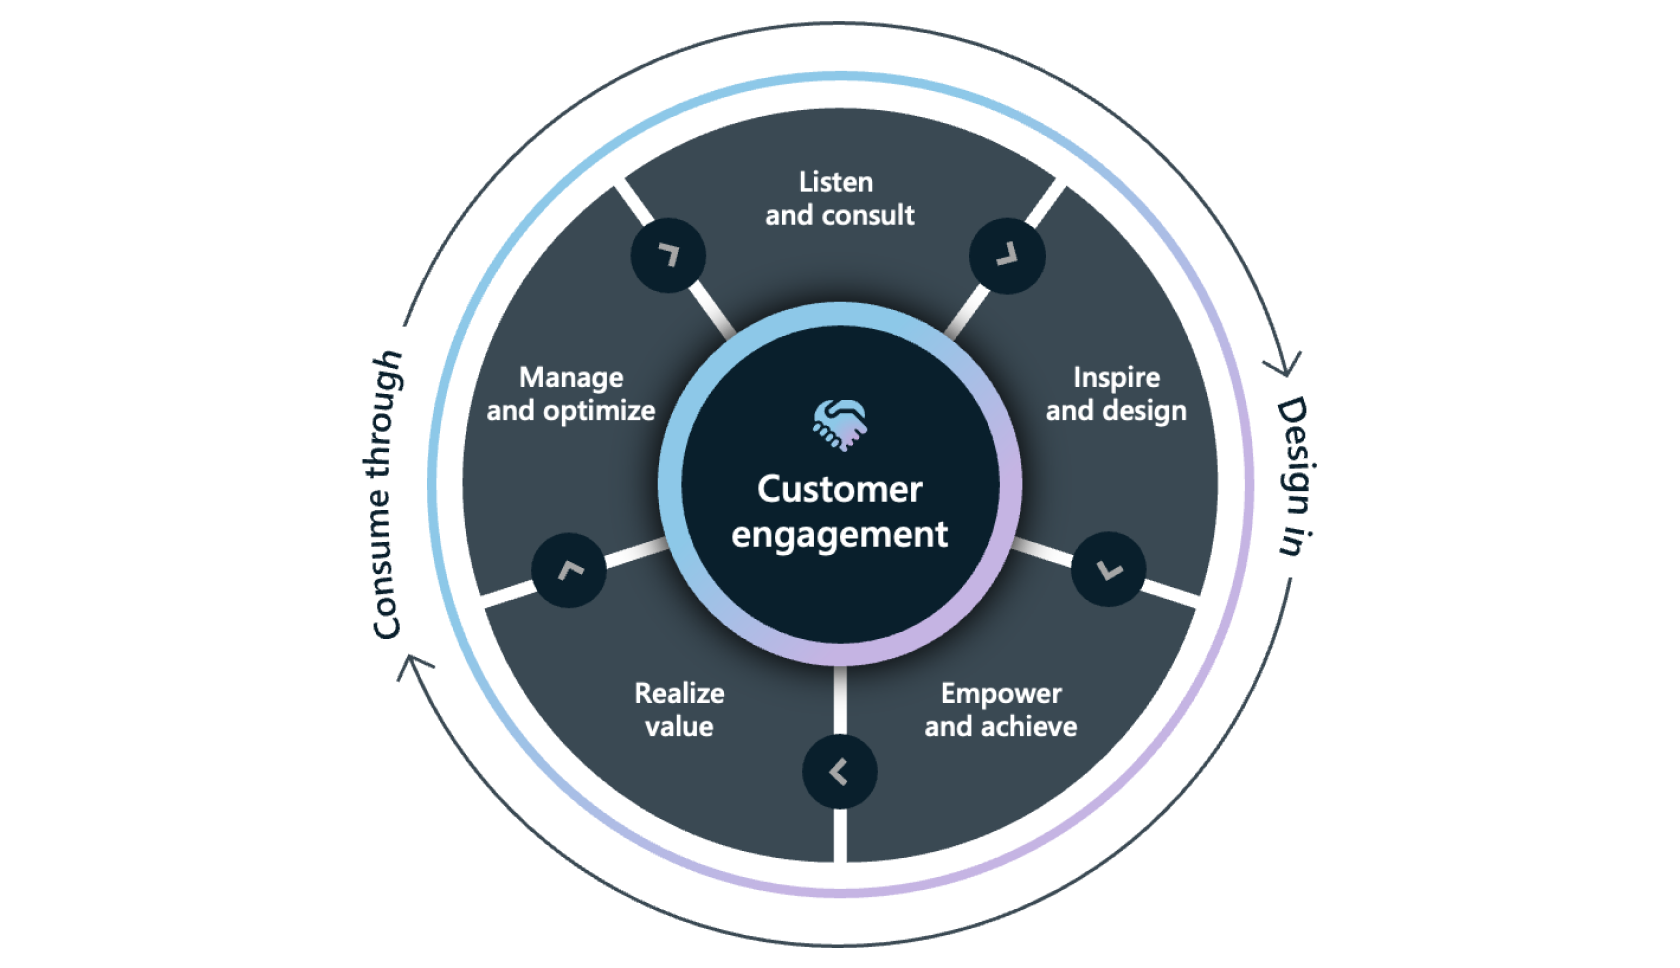 Listen
and consult
Inspire
and design
Empower
and achieve
Realize
value
Manage
and optimize
Customer
engagement
Design in
Consume through